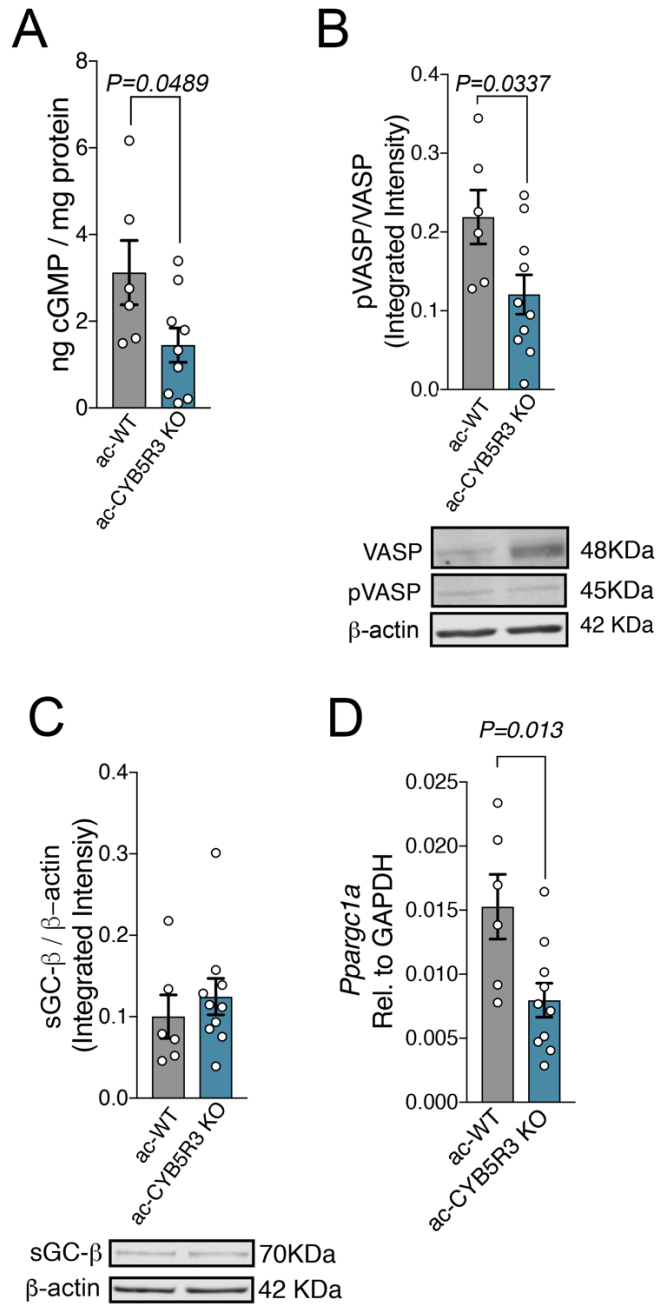 A
ng cGMP / mg protein
8
6
4
2
0
P=0.0489
ac-WT
ac-CYB5R3 KO
B
pVASP/VASP
(Integrated Intensity)
0.4
0.3
0.2
0.1
0.0
P=0.0337
ac-WT
ac-CYB5R3 KO
VASP 48KDa
pVASP 45KDa
β-actin 42 KDa
C
sGC-β / β–actin
(Integrated Intensiy)
0.4
0.3
0.2
0.1
0.0
ac-WT
ac-CYB5R3 KO
sGC-β 70KDa
β-actin 42 KDa
D
Ppargc1a
Rel. to GAPDH
P=0.013
0.025
0.020
0.015
0.010
0.005
0.000
ac-WT
ac-CYB5R3 KO